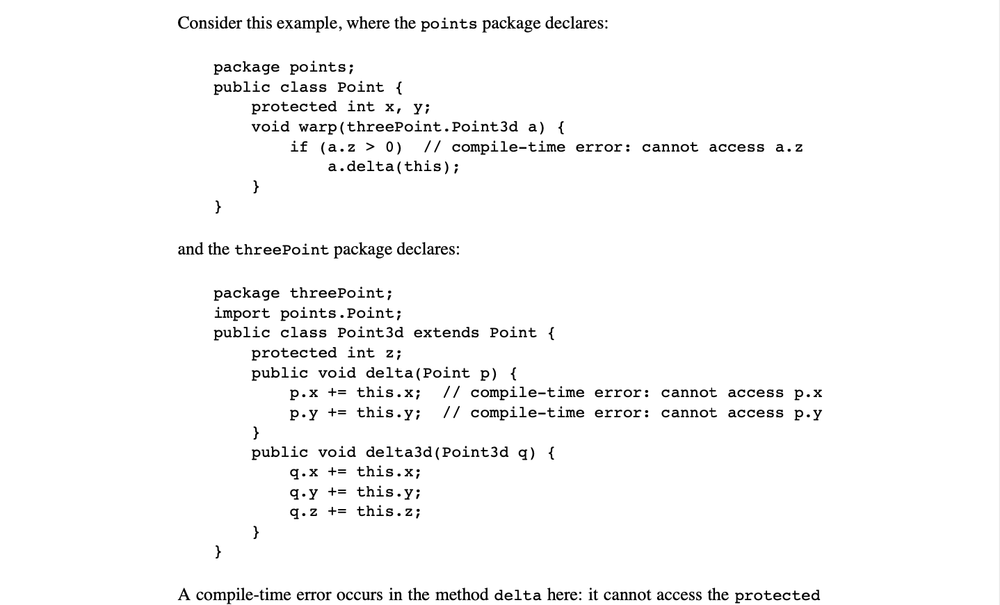 Consider this example, where the points package declares:
package points;
public class Point {
    protected int x, y;
    void warp(threePoint.Point3d a) {
        if (a.z > 0)  // compile-time error: cannot access a.z
            a.delta(this);
    }
}
and the threePoint package declares:
package threePoint;
import points.Point;
public class Point3d extends Point {
    protected int z;
    public void delta(Point p) {
        p.x += this.x;  // compile-time error: cannot access p.x
        p.y += this.y;  // compile-time error: cannot access p.y
    }
    public void delta3d(Point3d q) {
        q.x += this.x;
        q.y += this.y;
        q.z += this.z;
    }
}
A compile-time error occurs in the method delta here: it cannot access the protected